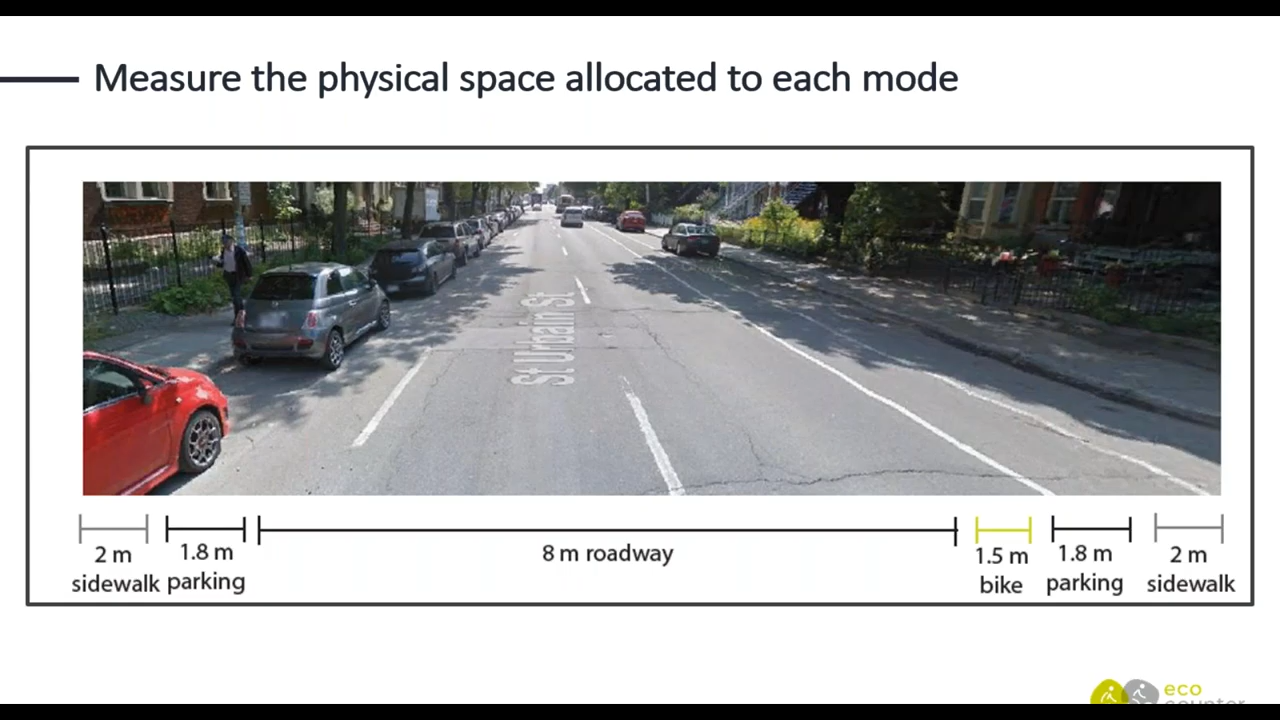 Measure the physical space allocated to each mode
St Urbain St
2 m
sidewalk
1.8 m
parking
8 m roadway
1.5 m
bike
1.8 m
parking
2 m
sidewalk
eco
counter